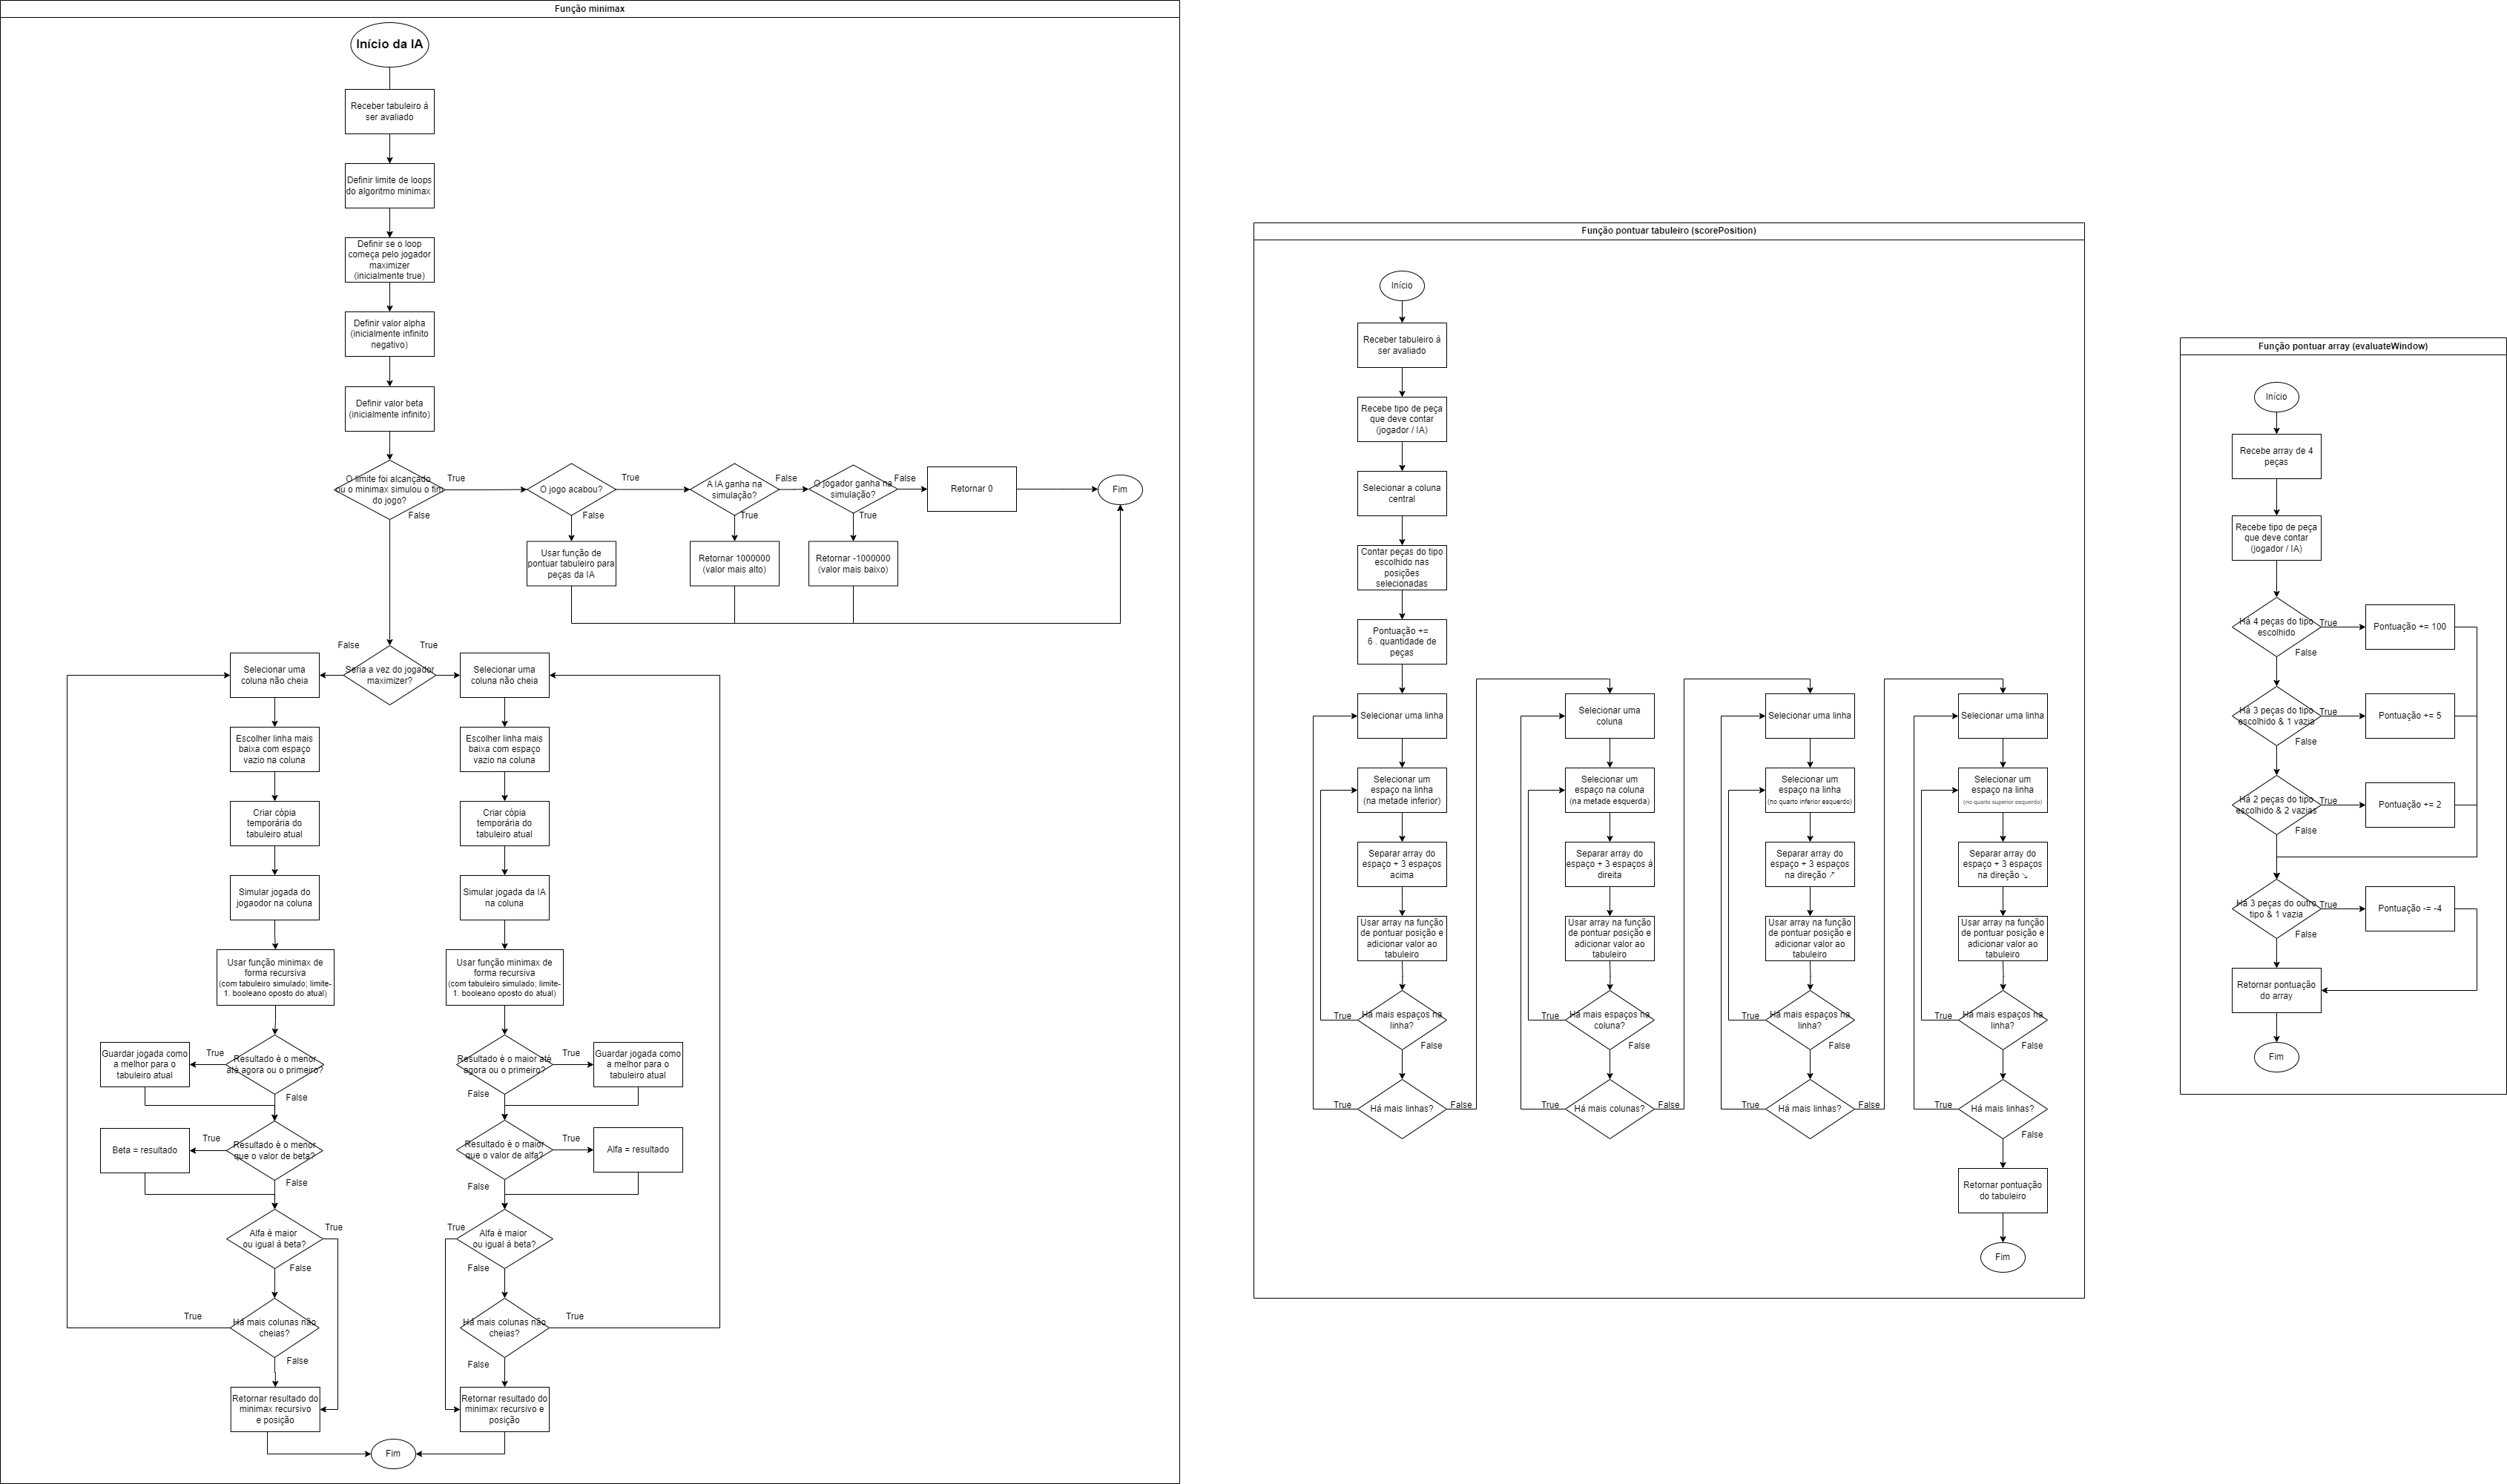 Função minimax
Início da IA
Receber tabuleiro á
ser avaliado
Definir limite de loops
do algoritmo minimax
Definir se o loop
começa pelo jogador
maximizer
(inicialmente true)
Definir valor alpha
(inicialmente infinito
negativo)
Definir valor beta
(inicialmente infinito)
O limite foi alcançado
ou o minimax simulou o fim
do jogo?
True
False
O jogo acabou?
True
False
A IA ganha na
simulação?
False
True
O jogador ganha na
simulação?
False
True
Retornar 0
Fim
Usar função de
pontuar tabuleiro para
peças da IA
Retornar 1000000
(valor mais alto)
Retornar -1000000
(valor mais baixo)
False
True
Seria a vez do jogador
maximizer?
Selecionar uma
coluna não cheia
Escolher linha mais
baixa com espaço
vazio na coluna
Criar cópia
temporária do
tabuleiro atual
Simular jogada do
jogaodor na coluna
Usar função minimax de
forma recursiva
(com tabuleiro simulado; limite-
1. booleano oposto do atual)
Resultado é o menor
até agora ou o primeiro?
True
False
Guardar jogada como
a melhor para o
tabuleiro atual
Resultado é o menor
que o valor de beta?
True
False
Beta = resultado
Alfa é maior
ou igual á beta?
True
False
Há mais colunas não
cheias?
True
False
Retornar resultado do
minimax recursivo
e posição
Selecionar uma
coluna não cheia
Escolher linha mais
baixa com espaço
vazio na coluna
Criar cópia
temporária do
tabuleiro atual
Simular jogada da IA
na coluna
Usar função minimax de
forma recursiva
(com tabuleiro simulado; limite-
1. booleano oposto do atual)
Resultado é o maior até
agora ou o primeiro?
True
False
Guardar jogada como
a melhor para o
tabuleiro atual
Resultado é o maior
que o valor de alfa?
True
False
Alfa = resultado
Alfa é maior
ou igual á beta?
True
False
Há mais colunas não
cheias?
True
False
Retornar resultado do
minimax recursivo e
posição
Fim
Função pontuar tabuleiro (scorePosition)
Início
Receber tabuleiro á
ser avaliado
Recebe tipo de peça
que deve contar
(jogador / IA)
Selecionar a coluna
central
Contar peças do tipo
escolhido nas
posições
selecionadas
Pontuação +=
6 . quantidade de
peças
Selecionar uma linha
Selecionar um
espaço na linha
(na metade inferior)
Separar array do
espaço + 3 espaços
acima
Usar array na função
de pontuar posição e
adicionar valor ao
tabuleiro
Há mais espaços na
linha?
True
False
Há mais linhas?
True
False
Selecionar uma
coluna
Selecionar um
espaço na coluna
(na metade esquerda)
Separar array do
espaço + 3 espaços á
direita
Usar array na função
de pontuar posição e
adicionar valor ao
tabuleiro
Há mais espaços na
coluna?
True
False
Há mais colunas?
True
False
Selecionar uma linha
Selecionar um
espaço na linha
(no quarto inferior esquerdo)
Separar array do
espaço + 3 espaços
na direção ↗
Usar array na função
de pontuar posição e
adicionar valor ao
tabuleiro
Há mais espaços na
linha?
True
False
Há mais linhas?
True
False
Selecionar uma linha
Selecionar um
espaço na linha
(no quarto superior esquerdo)
Separar array do
espaço + 3 espaços
na direção ↘
Usar array na função
de pontuar posição e
adicionar valor ao
tabuleiro
Há mais espaços na
linha?
True
False
Há mais linhas?
True
False
Retornar pontuação
do tabuleiro
Fim
Função pontuar array (evaluateWindow)
Início
Recebe array de 4
peças
Recebe tipo de peça
que deve contar
(jogador / IA)
Há 4 peças do tipo
escolhido
True
False
Pontuação += 100
Há 3 peças do tipo
escolhido & 1 vazia
True
False
Pontuação += 5
Há 2 peças do tipo
escolhido & 2 vazias
True
False
Pontuação += 2
Há 3 peças do outro
tipo & 1 vazia
True
False
Pontuação -= -4
Retornar pontuação
do array
Fim